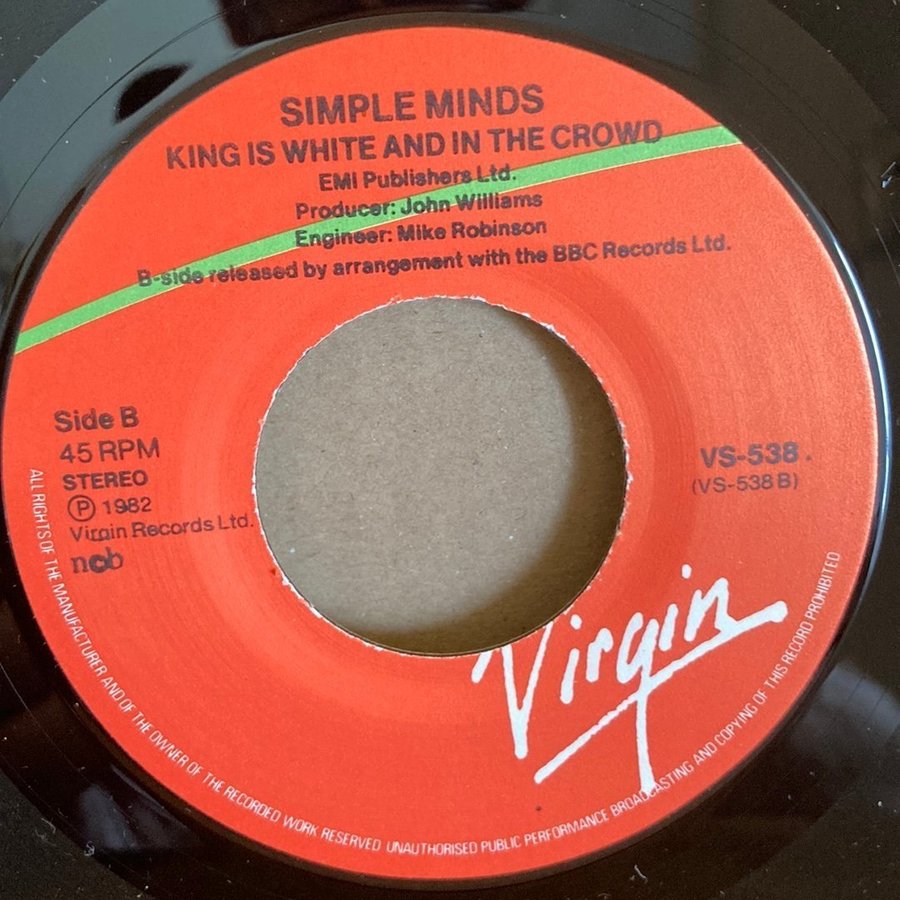 SIMPLE MINDS
KING IS WHITE AND IN THE CROWD
EMI Publishers Ltd.
Producer: John Williams
Engineer: Mike Robinson
B-side released by arrangement with the BBC Records Ltd.
Side B
45 RPM
STEREO
Ⓟ 1982
Virgin Records Ltd.
ncb
VS-538.
(VS-538 B)
Virgin
ALL RIGHTS OF THE MANUFACTURER AND OF THE OWNER OF THE RECORDED WORK RESERVED UNAUTHORISED PUBLIC PERFORMANCE BROADCASTING AND COPYING OF THIS RECORD PROHIBITED